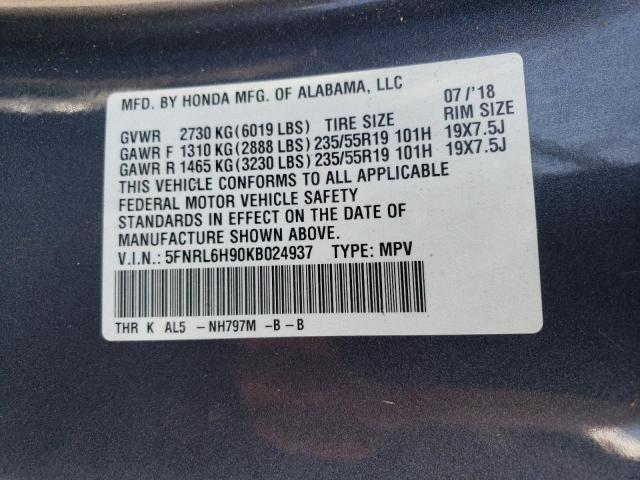 MFD. BY HONDA MFG. OF ALABAMA, LLC 07/'18
GVWR 2730 KG(6019 LBS) TIRE SIZE RIM SIZE
GAWR F 1310 KG(2888 LBS) 235/55R19 101H 19X7.5J
GAWR R 1465 KG(3230 LBS) 235/55R19 101H 19X7.5J
THIS VEHICLE CONFORMS TO ALL APPLICABLE
FEDERAL MOTOR VEHICLE SAFETY
STANDARDS IN EFFECT ON THE DATE OF
MANUFACTURE SHOWN ABOVE.
V.I.N.: 5FNRL6H90KB024937 TYPE: MPV
THR K AL5 - NH797M -B-B